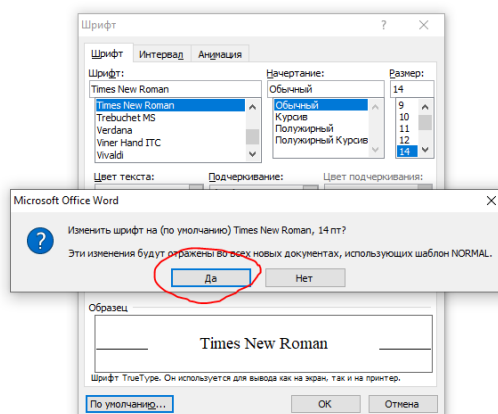 Шрифт
Шрифт Интервал Анимация
Шрифт: Начертание: Размер:
Times New Roman Обычный 14
Times New Roman Обычный 9
Trebuchet MS Курсив 10
Verdana Полужирный 11
Viner Hand ITC Полужирный Курсив 12
Vivaldi 14
Цвет текста: Подчеркивание: Цвет подчеркивания:
Microsoft Office Word
Изменить шрифт на (по умолчанию) Times New Roman, 14 пт?
Эти изменения будут отражены во всех новых документах, использующих шаблон NORMAL.
Да Нет
Образец
Times New Roman
Шрифт TrueType. Он используется для вывода как на экран, так и на принтер.
По умолчанию... ОК Отмена